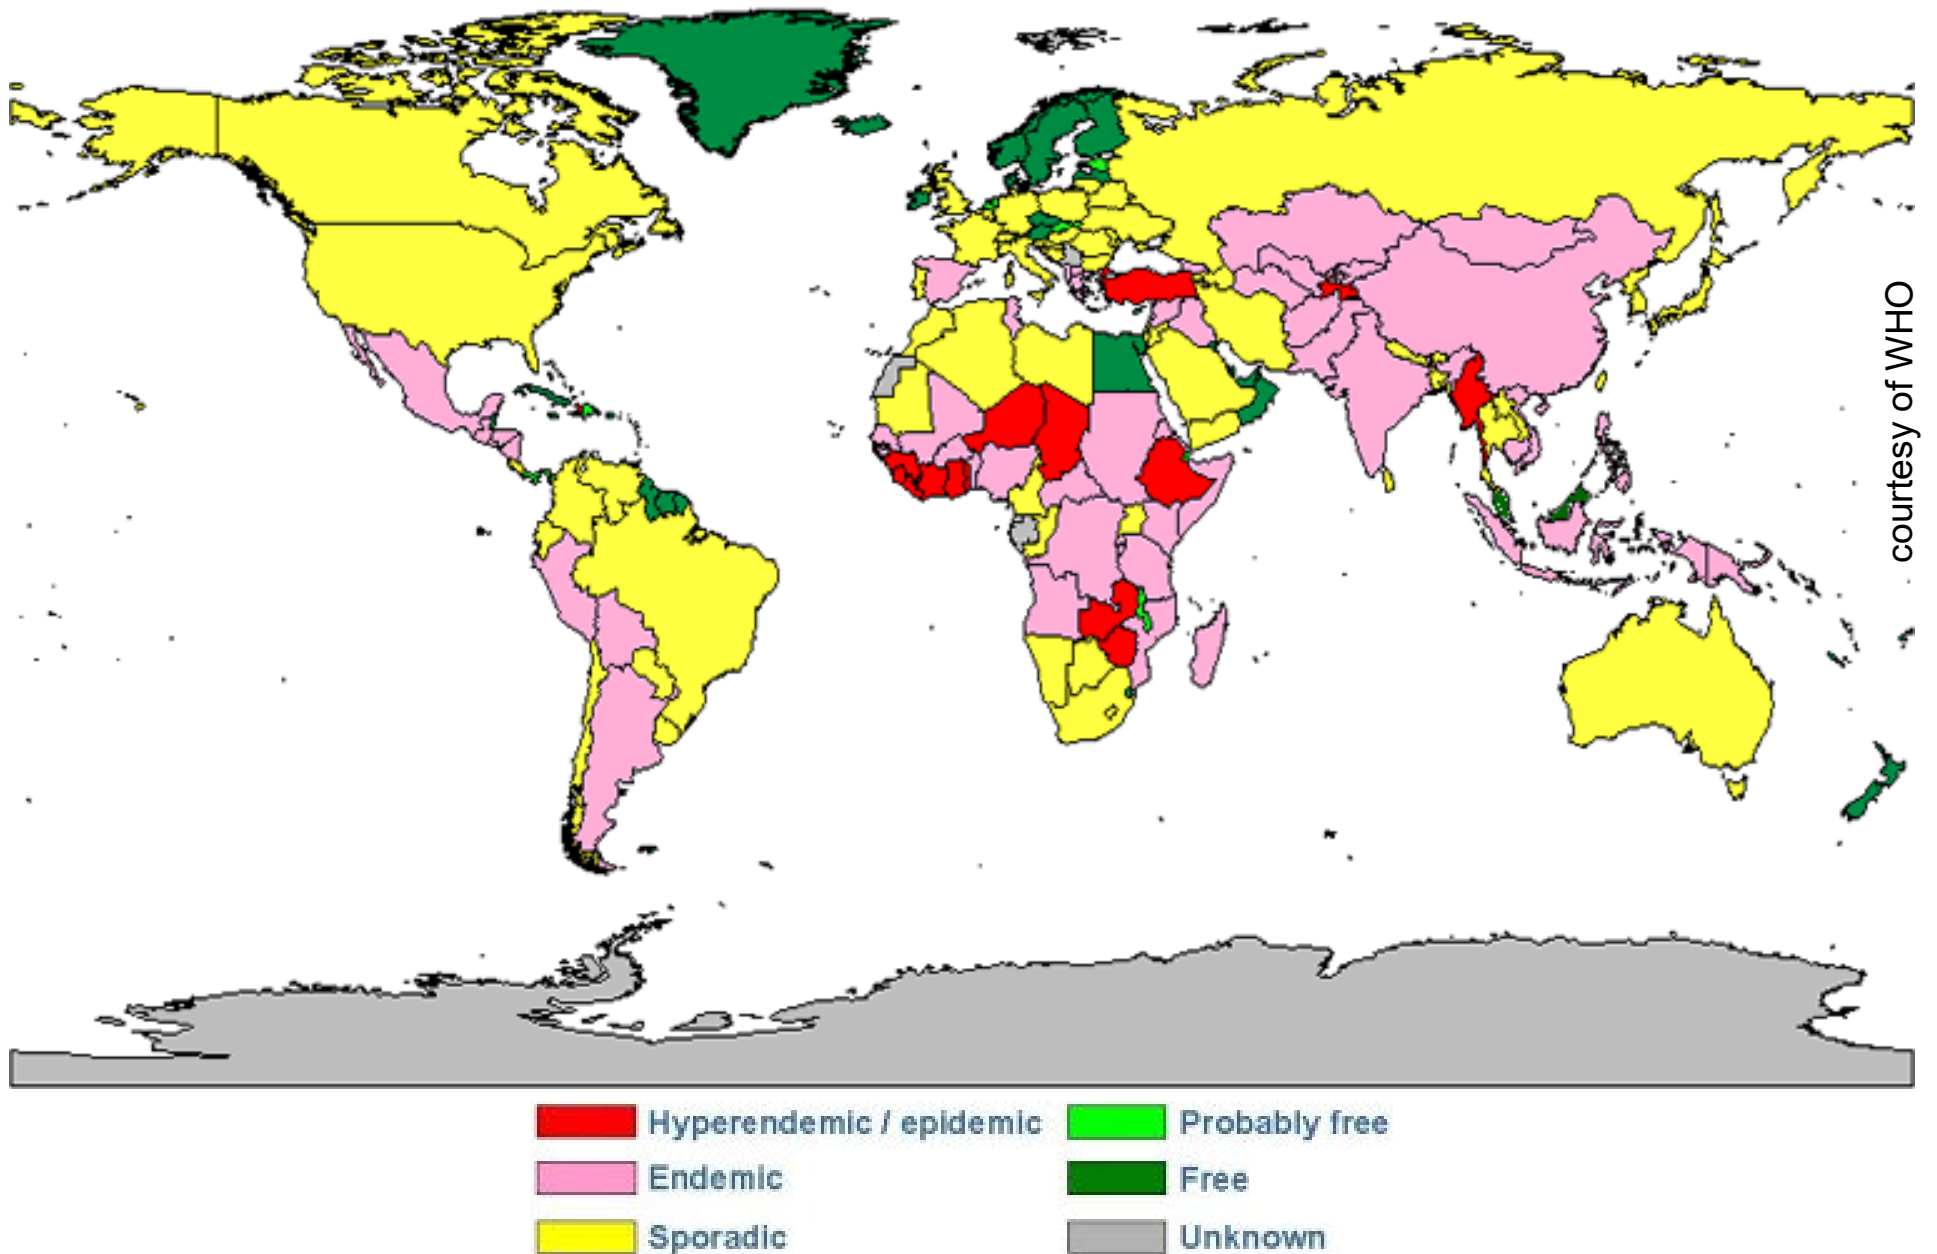 courtesy of WHO
Hyperendemic / epidemic
Probably free
Endemic
Free
Sporadic
Unknown